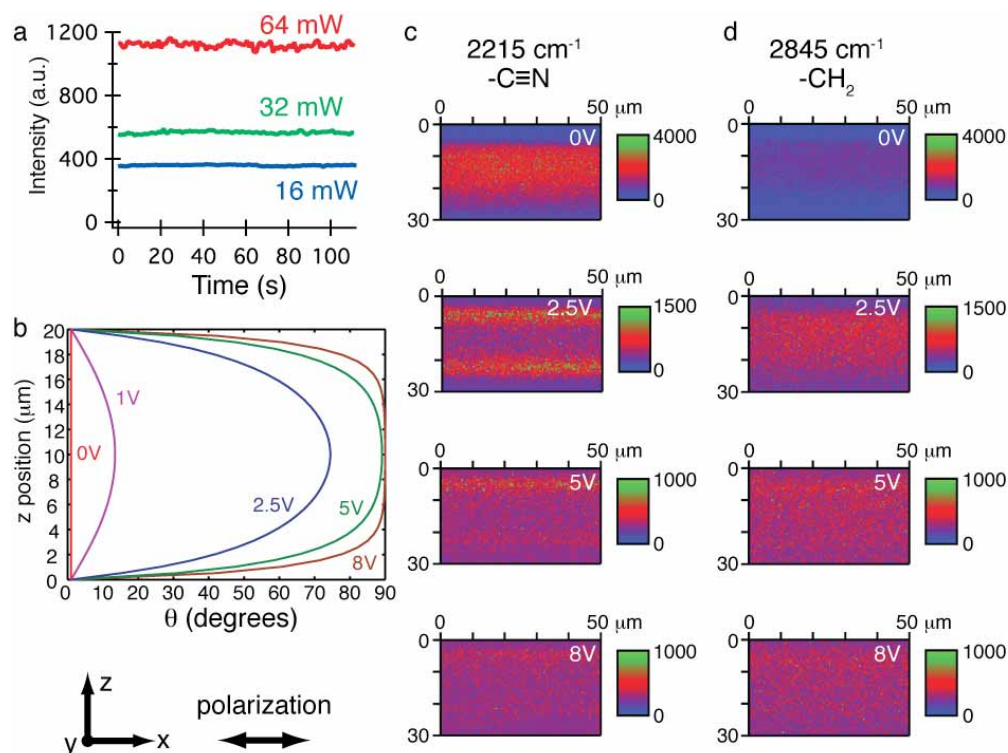 a
1200
64 mW
Intensity (a.u.)
800
32 mW
400
16 mW
0
0 20 40 60 80 100
Time (s)
b
20
18
16
14
12
10
8
6
4
2
0
z position (μm)
0V
1V
2.5V
5V
8V
0 10 20 30 40 50 60 70 80 90
θ (degrees)
z
y
x
polarization
c
2215 cm⁻¹
-C≡N
0 50 μm
0
0V
30
4000
0
0 50 μm
0
2.5V
30
1500
0
0 50 μm
0
5V
30
1000
0
0 50 μm
0
8V
30
1000
0
d
2845 cm⁻¹
-CH₂
0 50 μm
0
0V
30
4000
0
0 50 μm
0
2.5V
30
1500
0
0 50 μm
0
5V
30
1000
0
0 50 μm
0
8V
30
1000
0